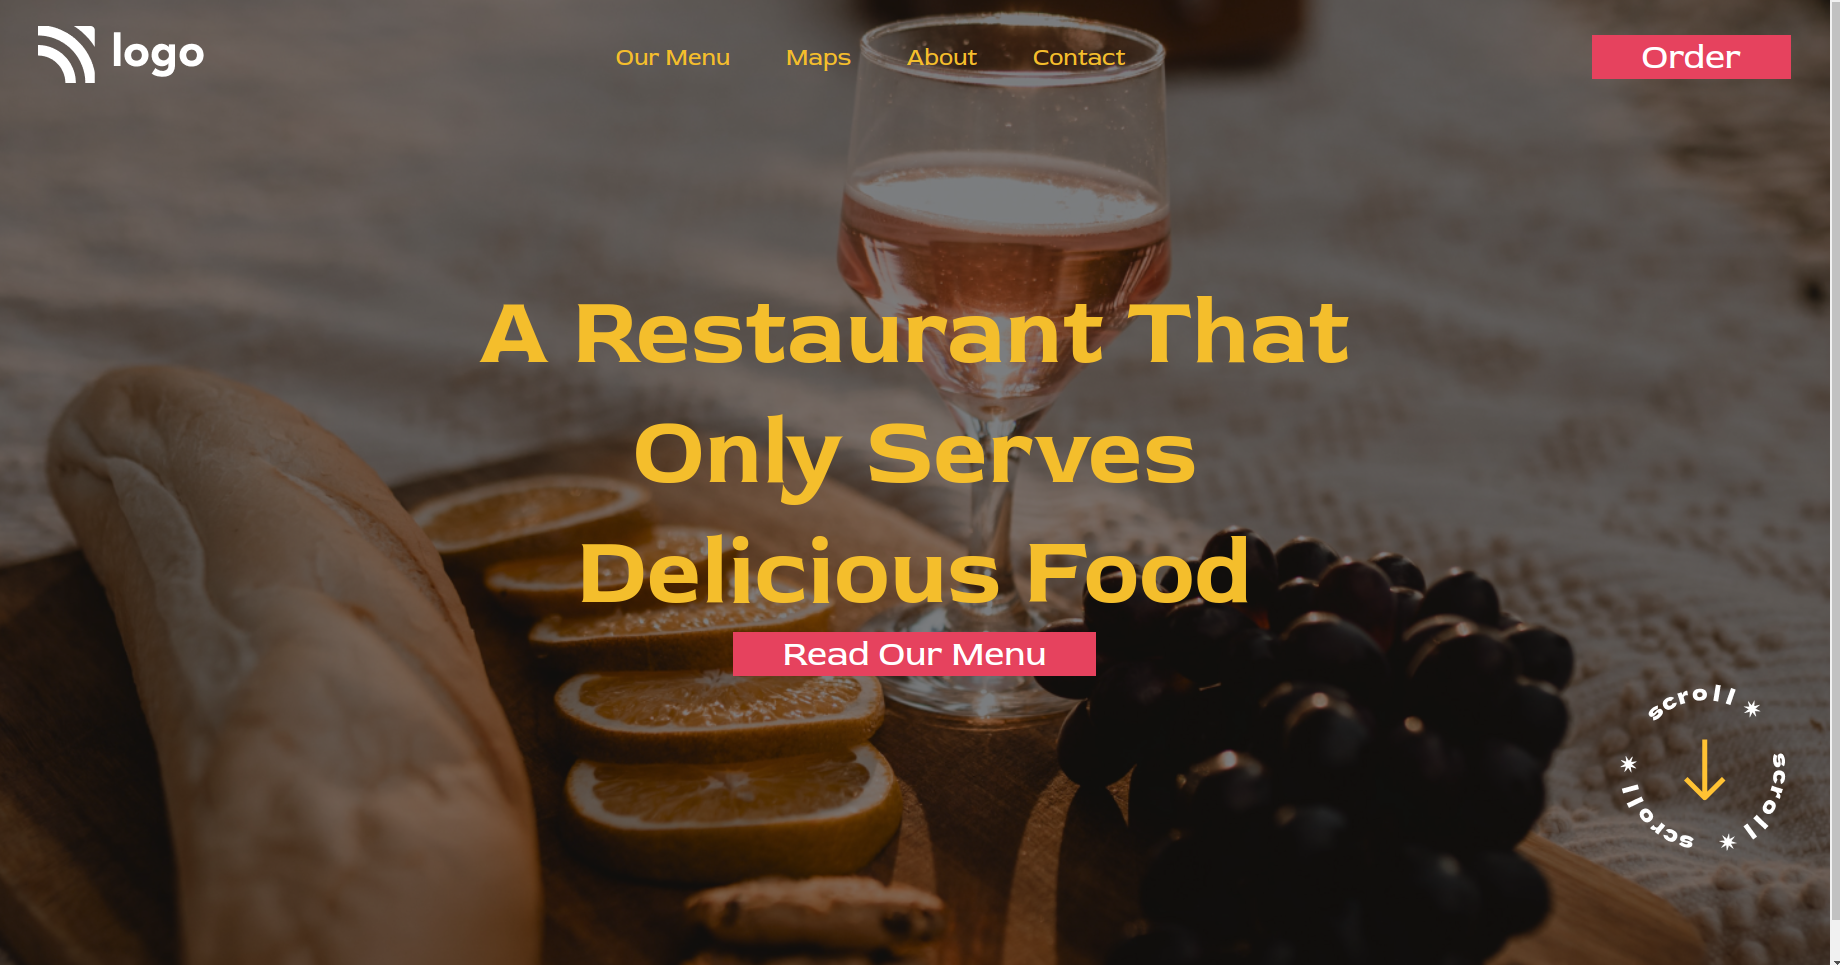 logo
Our Menu
Maps
About
Contact
Order
A Restaurant That
Only Serves
Delicious Food
Read Our Menu
scroll ✷ scroll ✷ scroll ✷